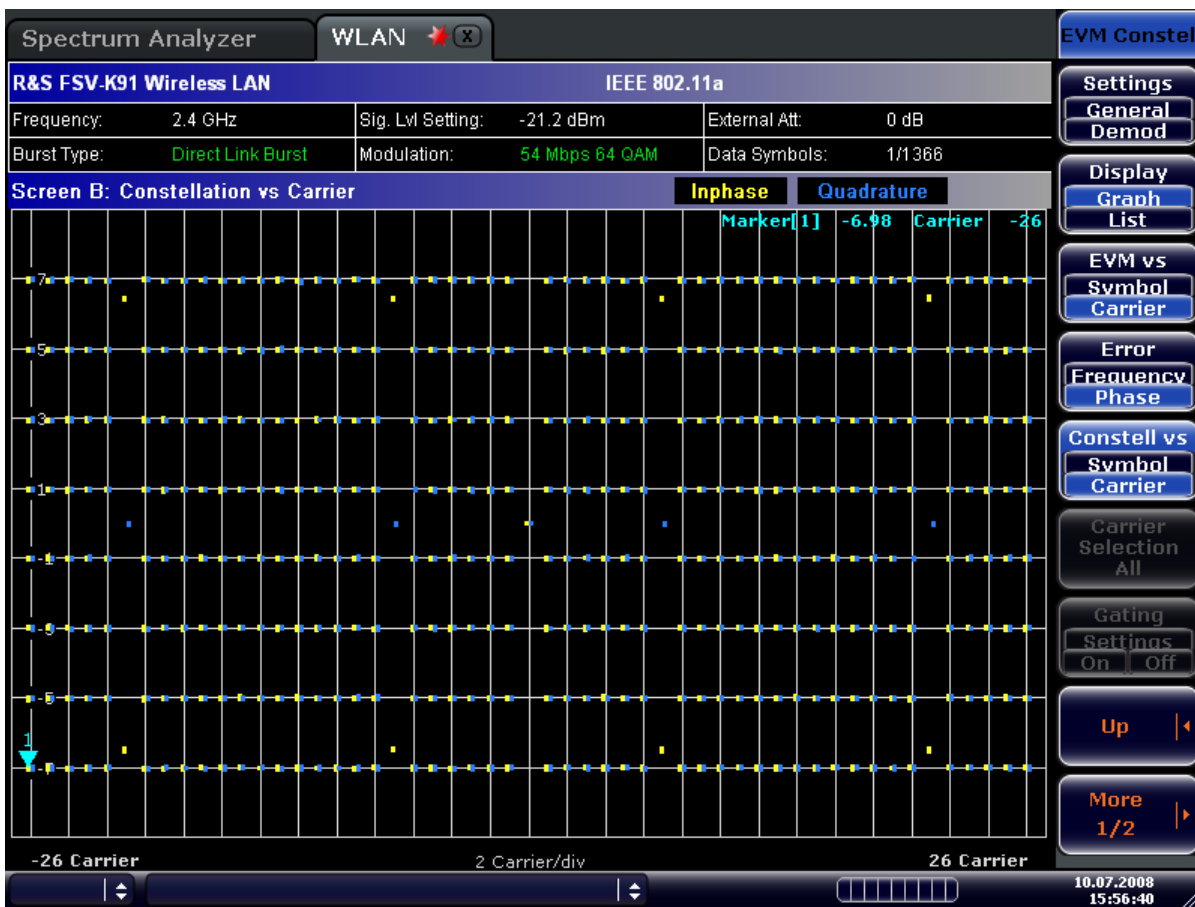 Spectrum Analyzer
WLAN
x
EVM Constel
R&S FSV-K91 Wireless LAN
IEEE 802.11a
Frequency: 2.4 GHz Sig. Lvl Setting: -21.2 dBm External Att: 0 dB
Burst Type: Direct Link Burst Modulation: 54 Mbps 64 QAM Data Symbols: 1/1366
Screen B: Constellation vs Carrier Inphase Quadrature
Marker[1] -6.98 Carrier -26
7
5
3
1
-1
-3
-5
1
-7
-26 Carrier 2 Carrier/div 26 Carrier
Settings
General
Demod
Display
Graph
List
EVM vs
Symbol
Carrier
Error
Frequency
Phase
Constell vs
Symbol
Carrier
Carrier
Selection
All
Gating
Settings
On Off
Up
More
1/2
10.07.2008
15:56:40